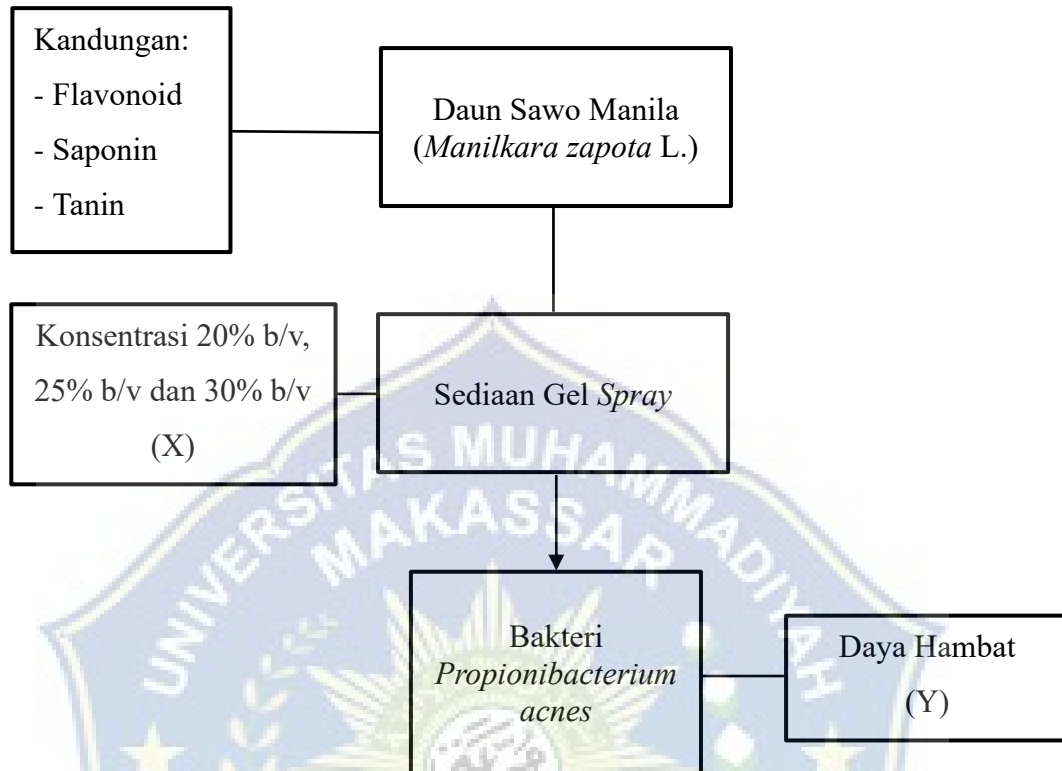 Kandungan:
- Flavonoid
- Saponin
- Tanin
Daun Sawo Manila
(Manilkara zapota L.)
Konsentrasi 20% b/v,
25% b/v dan 30% b/v
(X)
Sediaan Gel Spray
UNIVERSITAS MUHAMMADIYAH
MAKASSAR
Bakteri
Propionibacterium
acnes
Daya Hambat
(Y)